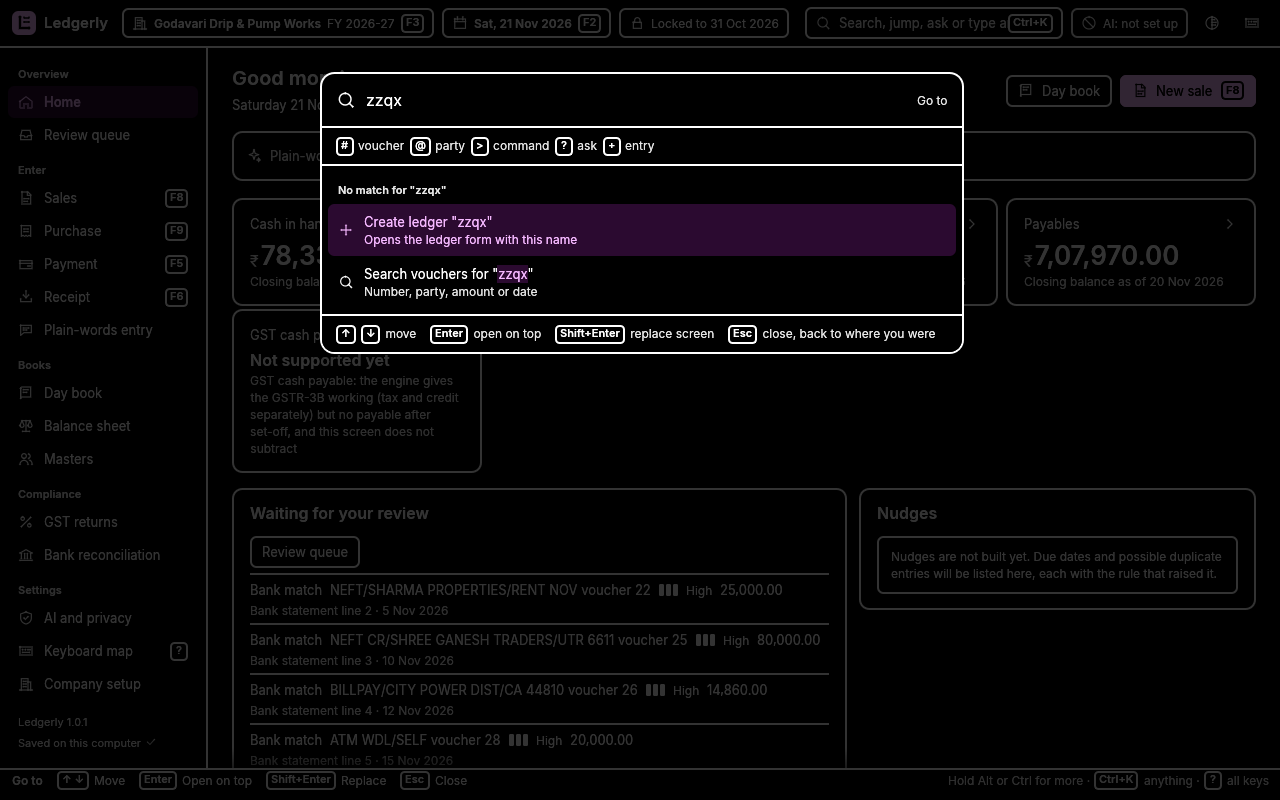 Ledgerly
Godavari Drip & Pump Works FY 2026-27 F3
Sat, 21 Nov 2026 F2
Locked to 31 Oct 2026
Search, jump, ask or type a Ctrl+K
AI: not set up
Overview
Home
Review queue
Enter
Sales F8
Purchase F9
Payment F5
Receipt F6
Plain-words entry
Books
Day book
Balance sheet
Masters
Compliance
GST returns
Bank reconciliation
Settings
AI and privacy
Keyboard map ?
Company setup
Ledgerly 1.0.1
Saved on this computer
Good mor
Saturday 21 No
Day book
New sale F8
zzqx
Go to
# voucher @ party > command ? ask + entry
No match for "zzqx"
Create ledger "zzqx"
Opens the ledger form with this name
Search vouchers for "zzqx"
Number, party, amount or date
↑ ↓ move Enter open on top Shift+Enter replace screen Esc close, back to where you were
Plain-wo
Cash in han
₹78,33
Closing bala
Payables
₹7,07,970.00
Closing balance as of 20 Nov 2026
GST cash p
Not supported yet
GST cash payable: the engine gives
the GSTR-3B working (tax and credit
separately) but no payable after
set-off, and this screen does not
subtract
Waiting for your review
Review queue
Bank match NEFT/SHARMA PROPERTIES/RENT NOV voucher 22 High 25,000.00
Bank statement line 2 · 5 Nov 2026
Bank match NEFT CR/SHREE GANESH TRADERS/UTR 6611 voucher 25 High 80,000.00
Bank statement line 3 · 10 Nov 2026
Bank match BILLPAY/CITY POWER DIST/CA 44810 voucher 26 High 14,860.00
Bank statement line 4 · 12 Nov 2026
Bank match ATM WDL/SELF voucher 28 High 20,000.00
Bank statement line 5 · 15 Nov 2026
Nudges
Nudges are not built yet. Due dates and possible duplicate
entries will be listed here, each with the rule that raised it.
Go to ↑ ↓ Move Enter Open on top Shift+Enter Replace Esc Close
Hold Alt or Ctrl for more · Ctrl+K anything · ? all keys